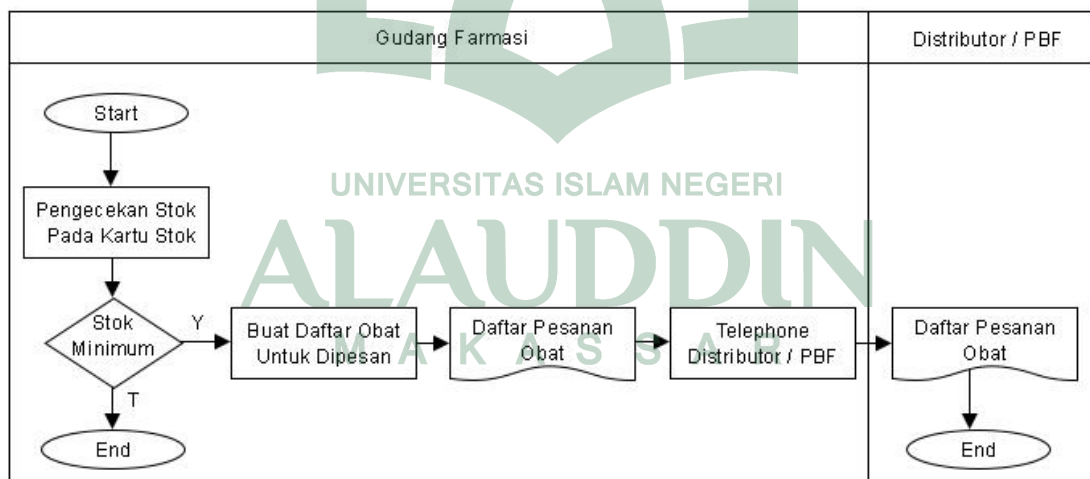 Gudang Farmasi
Distributor / PBF
Start
Pengecekan Stok
Pada Kartu Stok
Stok
Minimum
Y
T
End
Buat Daftar Obat
Untuk Dipesan
Daftar Pesanan
Obat
Telephone
Distributor / PBF
Daftar Pesanan
Obat
End
UNIVERSITAS ISLAM NEGERI
ALAUDDIN
MAKASSAR